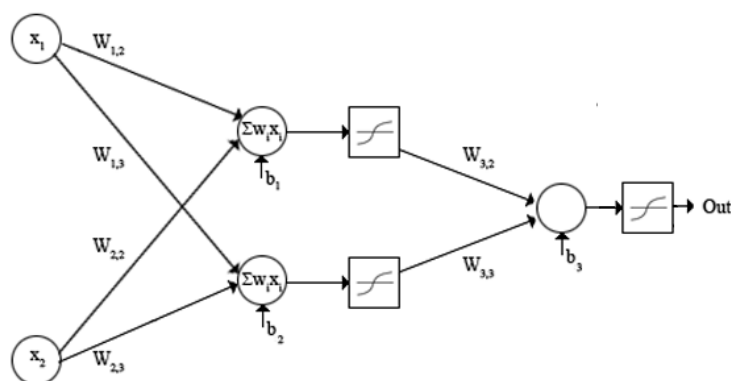 x₁
W₁,₂
Σwᵢxᵢ
b₁
W₁,₃
W₃,₂
Out
W₂,₂
b₃
W₃,₃
Σwᵢxᵢ
b₂
x₂
W₂,₃